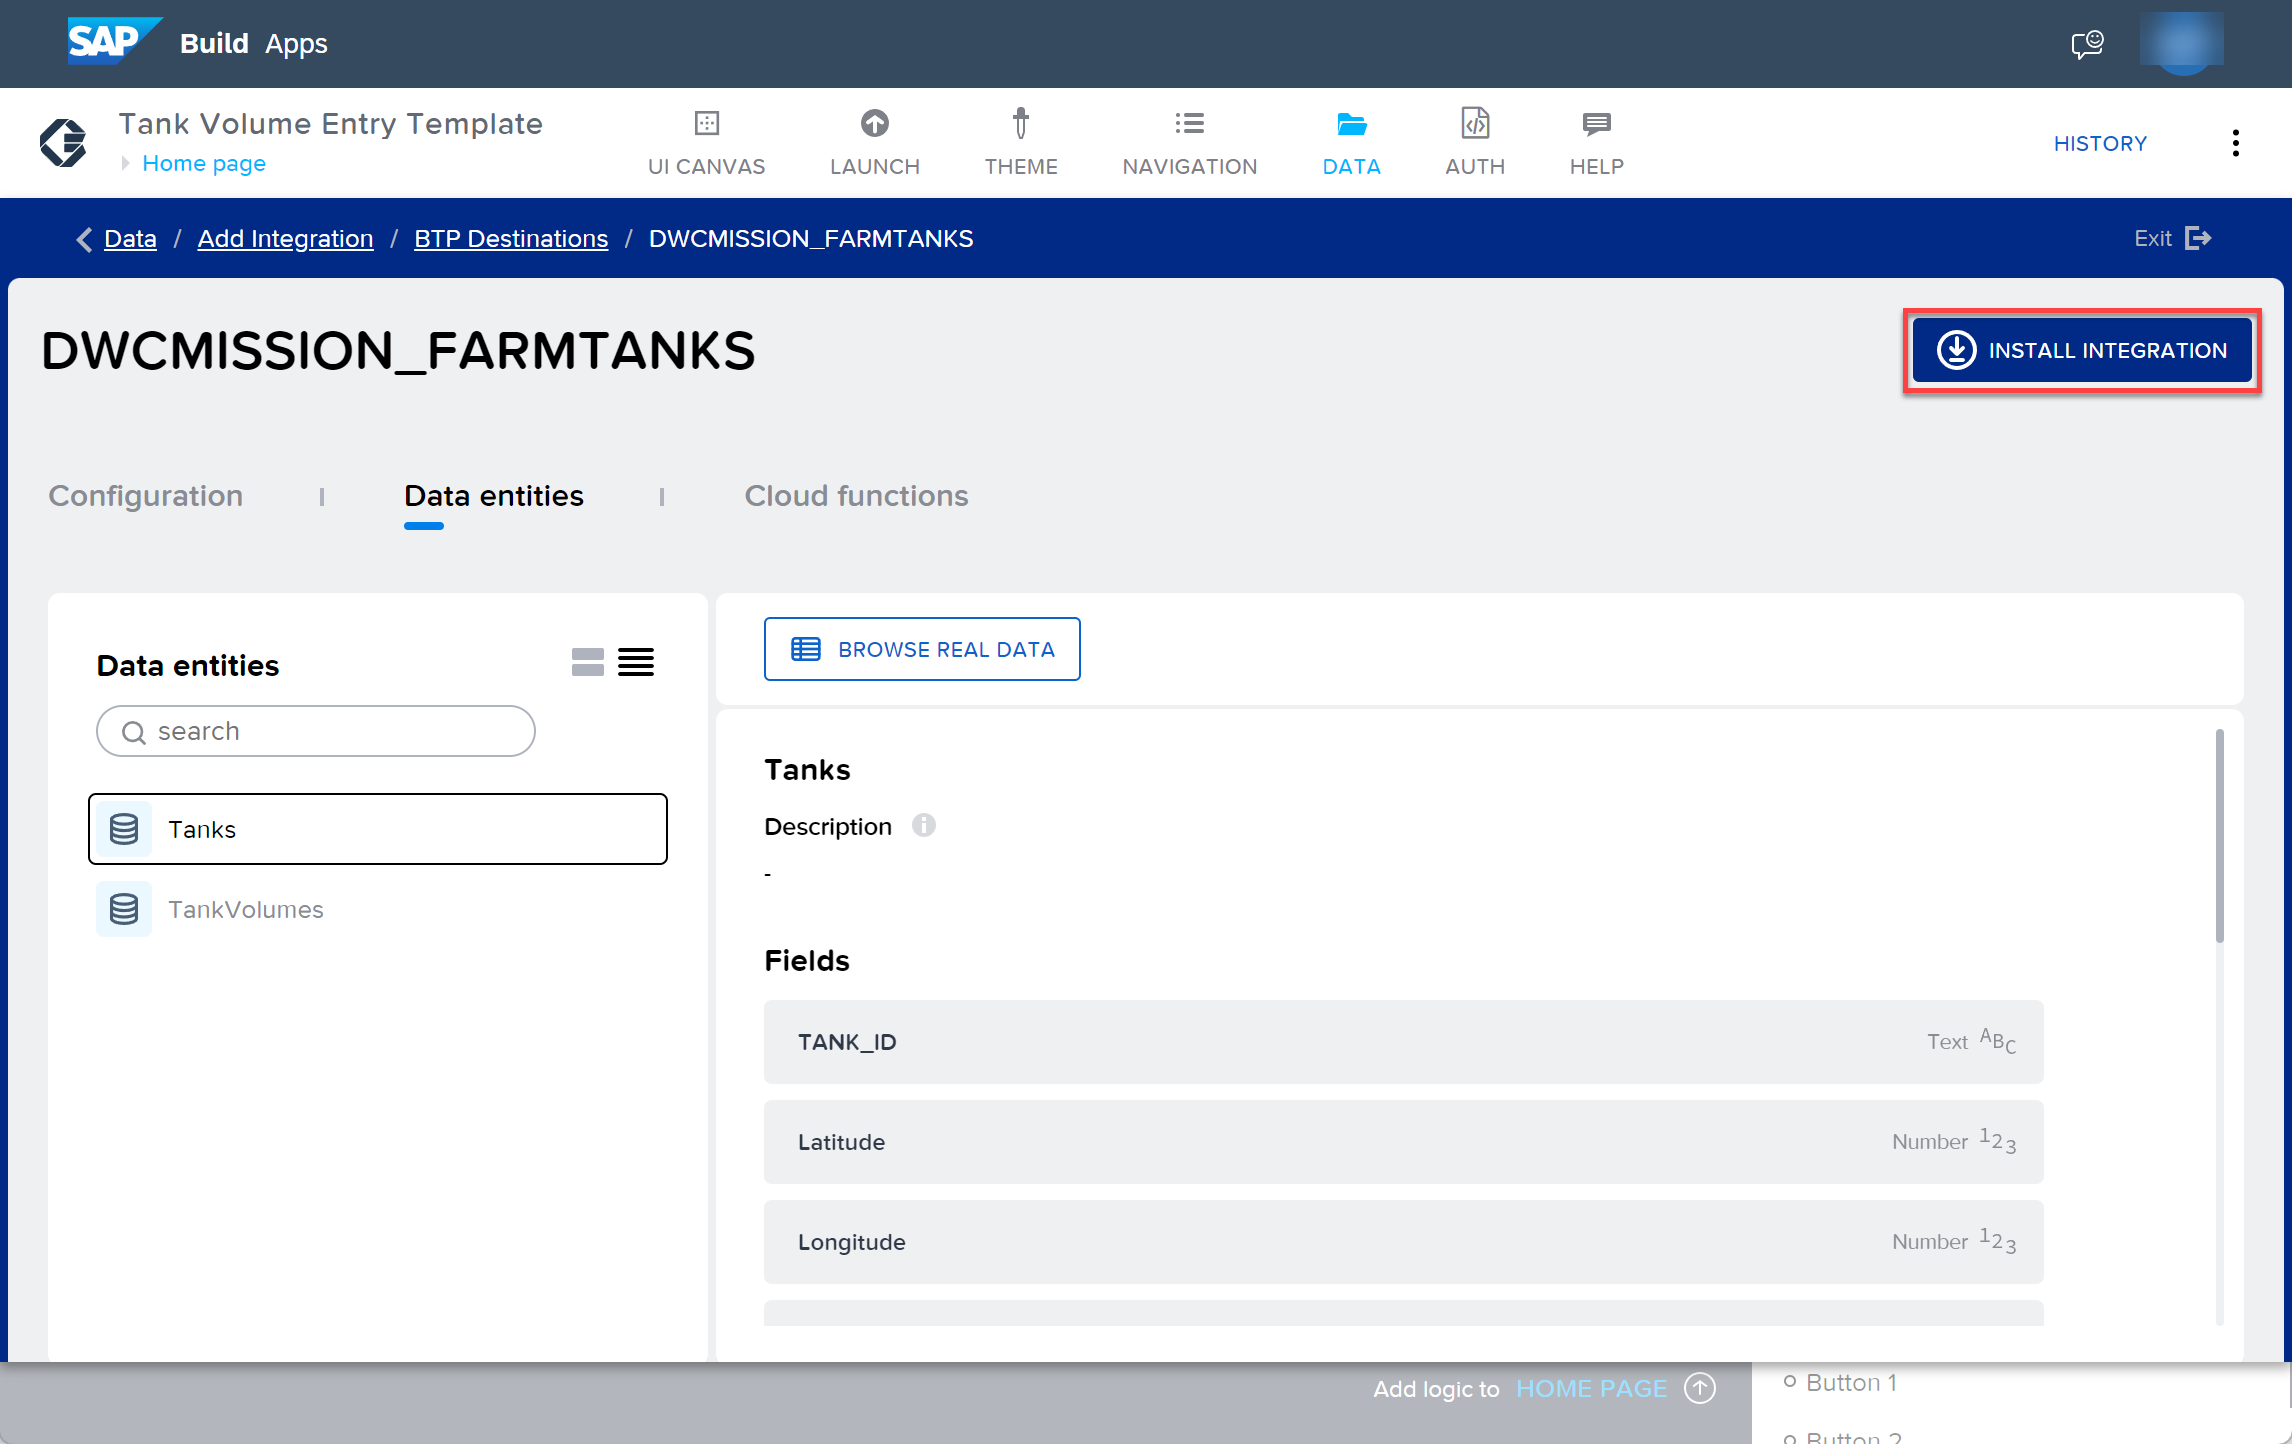 SAP Build Apps
Tank Volume Entry Template
Home page
UI CANVAS
LAUNCH
THEME
NAVIGATION
DATA
AUTH
HELP
HISTORY
Data / Add Integration / BTP Destinations / DWCMISSION_FARMTANKS
Exit
DWCMISSION_FARMTANKS
INSTALL INTEGRATION
Configuration
Data entities
Cloud functions
Data entities
search
Tanks
TankVolumes
BROWSE REAL DATA
Tanks
Description
-
Fields
TANK_ID
Text ABC
Latitude
Number 123
Longitude
Number 123
Add logic to HOME PAGE
Button 1
Button 2